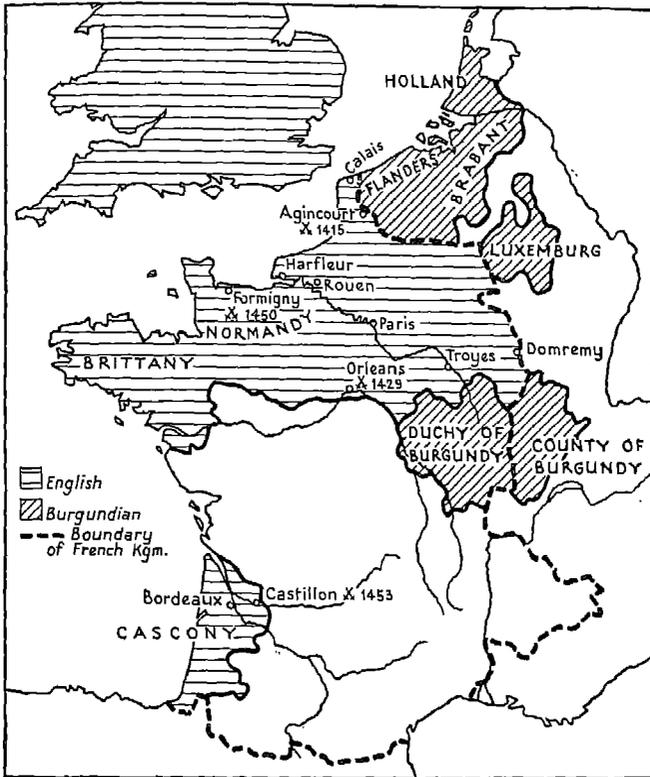 HOLLAND
Calais
FLANDERS
BRABANT
Agincourt
1415
LUXEMBURG
Harfleur
Rouen
Formigny
1450
NORMANDY
Paris
BRITTANY
Orleans
1429
Troyes
Domremy
DUCHY OF
BURGUNDY
COUNTY OF
BURGUNDY
English
Burgundian
Boundary
of French Kgm.
Bordeaux
Castillon
1453
CASCONY